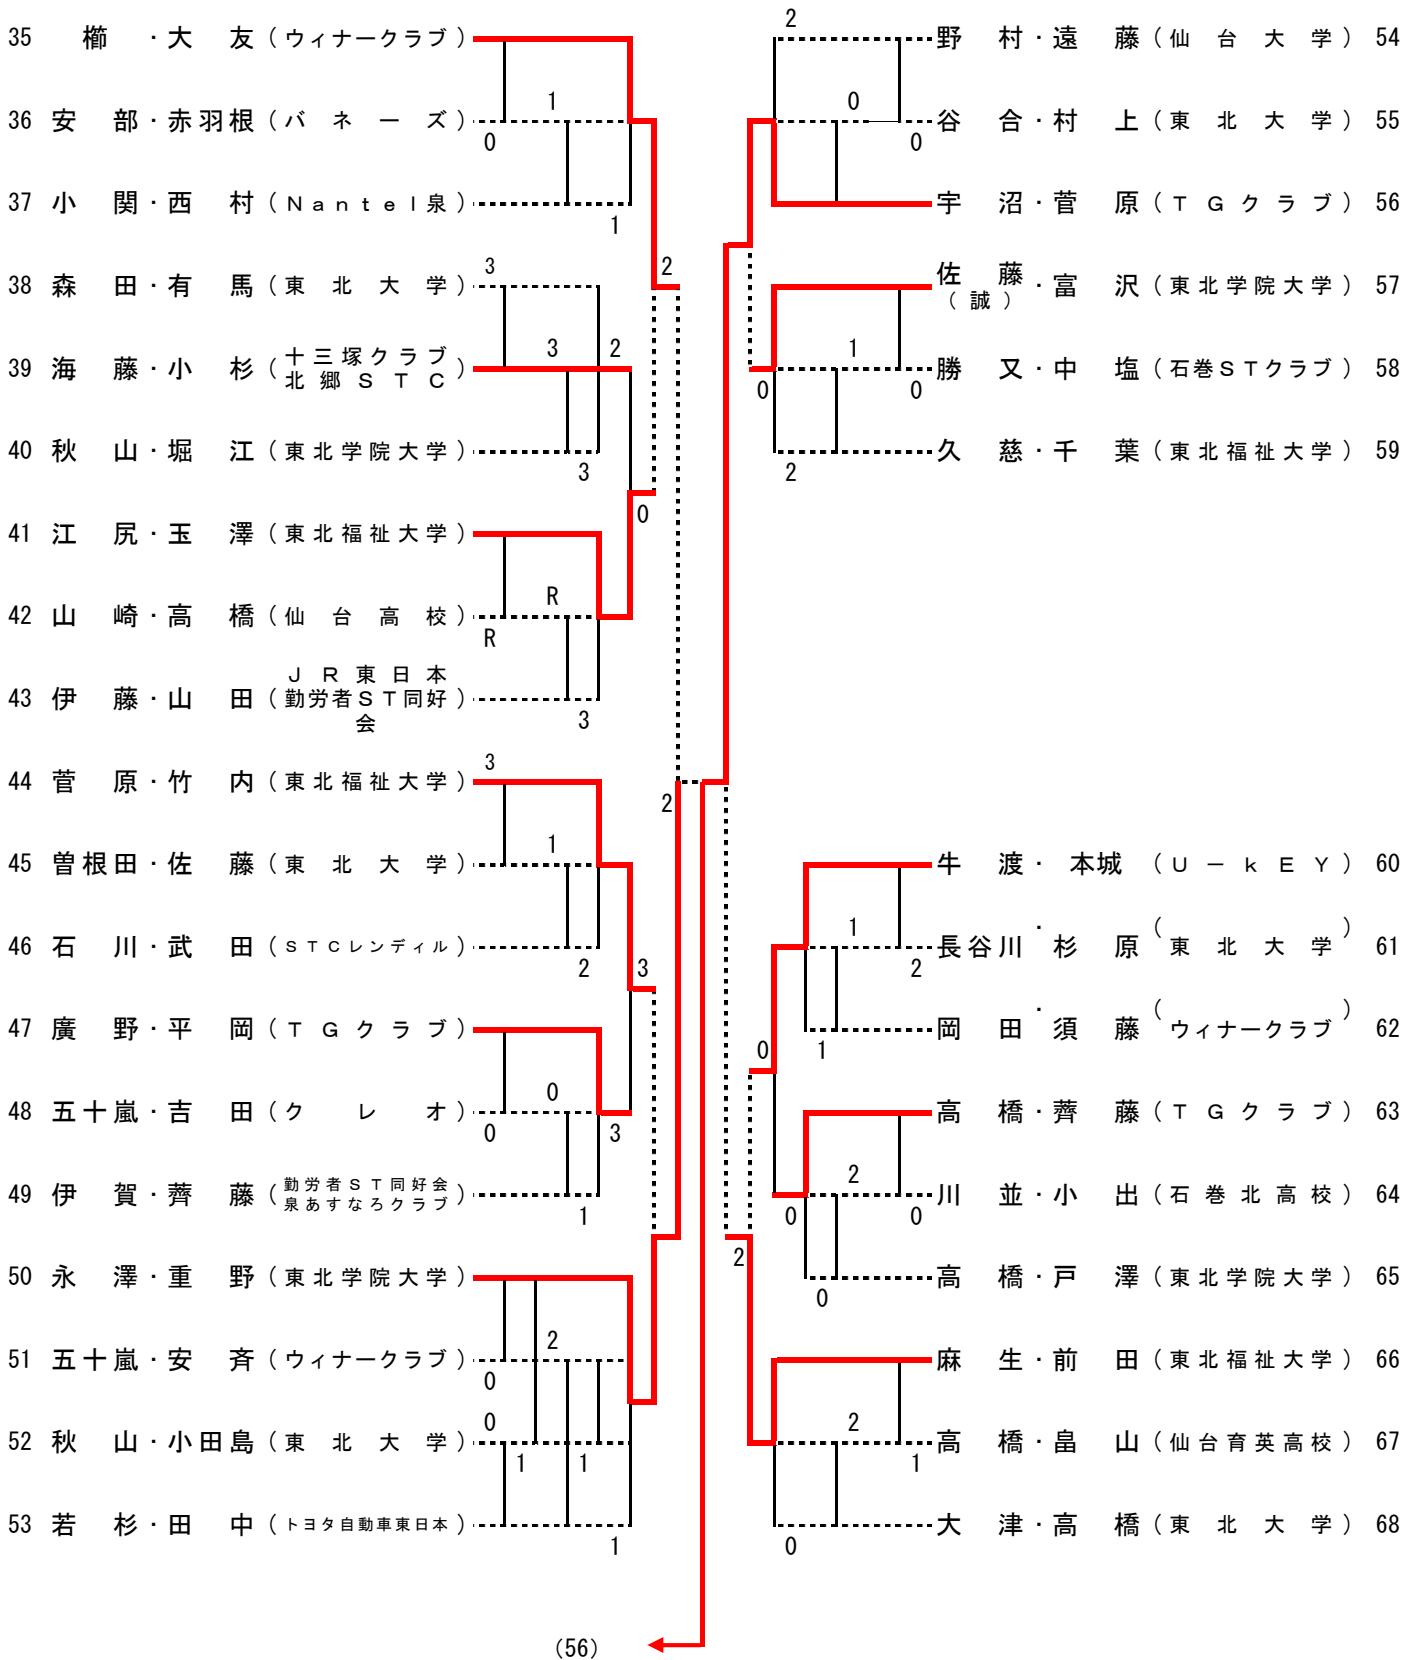 35 櫛・大友（ウィナークラブ）
36 安部・赤羽根（バネーズ）
37 小関・西村（Nantel泉）
38 森田・有馬（東北大学）
39 海藤・小杉（十三塚クラブ 北郷STC）
40 秋山・堀江（東北学院大学）
41 江尻・玉澤（東北福祉大学）
42 山崎・高橋（仙台高校）
43 伊藤・山田（JR東日本勤労者ST同好会）
44 菅原・竹内（東北福祉大学）
45 曽根田・佐藤（東北大学）
46 石川・武田（STCレンディル）
47 廣野・平岡（TGクラブ）
48 五十嵐・吉田（クレオ）
49 伊賀・薺藤（勤労者ST同好会 泉あすなろクラブ）
50 永澤・重野（東北学院大学）
51 五十嵐・安斉（ウィナークラブ）
52 秋山・小田島（東北大学）
53 若杉・田中（トヨタ自動車東日本）
1
0
1
3
3
2
3
0
R
R
3
3
1
2
3
0
0
3
1
2
0
0
1
1
1
2
2
野村・遠藤（仙台大学）54
谷合・村上（東北大学）55
宇沼・菅原（TGクラブ）56
佐藤（誠）・富沢（東北学院大学）57
勝又・中塩（石巻STクラブ）58
久慈・千葉（東北福祉大学）59
牛渡・本城（U－kEY）60
長谷川・杉原（東北大学）61
岡田・須藤（ウィナークラブ）62
高橋・薺藤（TGクラブ）63
川並・小出（石巻北高校）64
高橋・戸澤（東北学院大学）65
麻生・前田（東北福祉大学）66
高橋・畠山（仙台育英高校）67
大津・高橋（東北大学）68
2
0
0
1
0
0
2
1
2
0
1
2
0
0
0
2
2
1
0
(56)